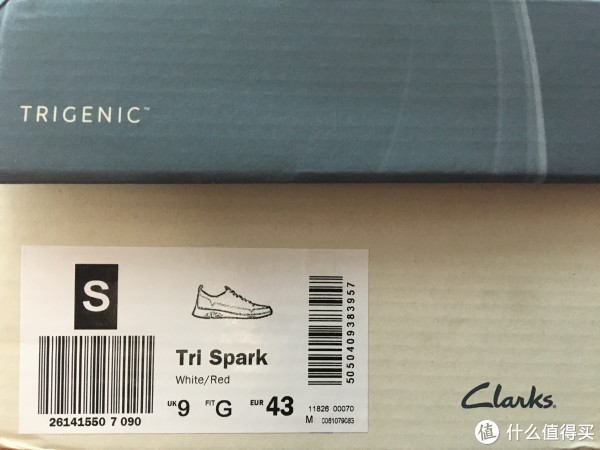 TRIGENIC™
S
Tri Spark
White/Red
UK 9 FIT G EUR 43
26141550 7 090
5050409383957
11826 00070
M 0061079083
Clarks.
值 什么值得买